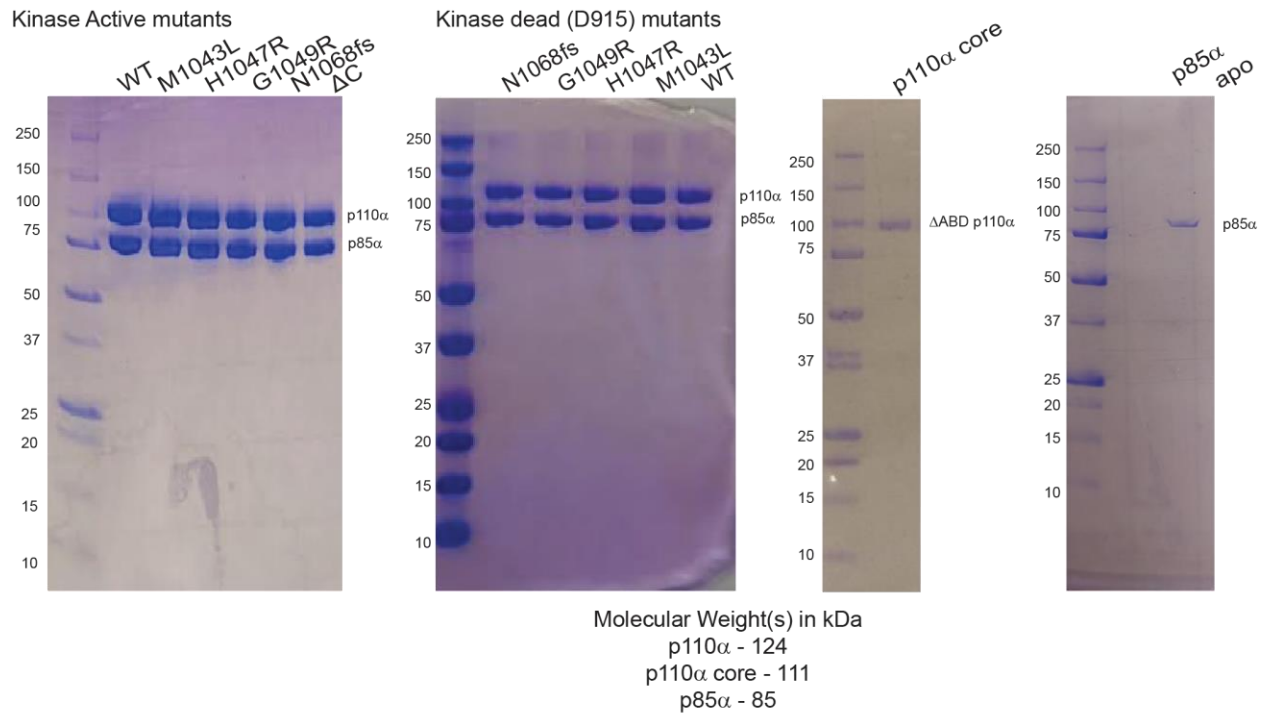 Kinase Active mutants
WT
M1043L
H1047R
G1049R
N1068fs
ΔC
250
150
100
75
50
37
25
20
15
10
p110α
p85α
Kinase dead (D915) mutants
N1068fs
G1049R
H1047R
M1043L
WT
250
150
100
75
50
37
25
20
15
10
p110α
p85α
p110α core
250
150
100
75
50
37
25
20
15
10
ΔABD p110α
p85α
apo
250
150
100
75
50
37
25
20
15
10
p85α
Molecular Weight(s) in kDa
p110α - 124
p110α core - 111
p85α - 85